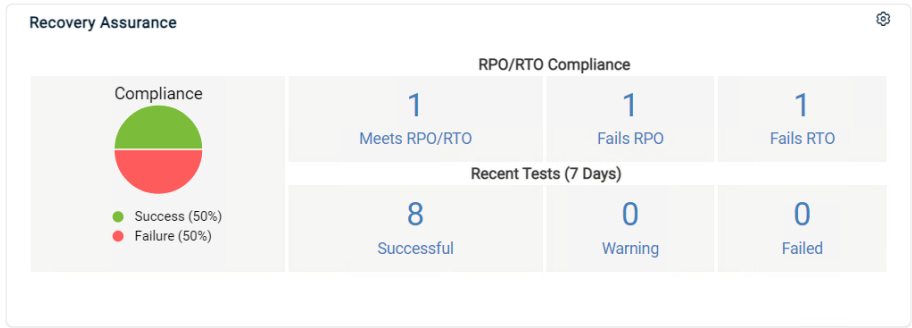 Recovery Assurance
RPO/RTO Compliance
Compliance
Success (50%)
Failure (50%)
1
Meets RPO/RTO
1
Fails RPO
1
Fails RTO
Recent Tests (7 Days)
8
Successful
0
Warning
0
Failed